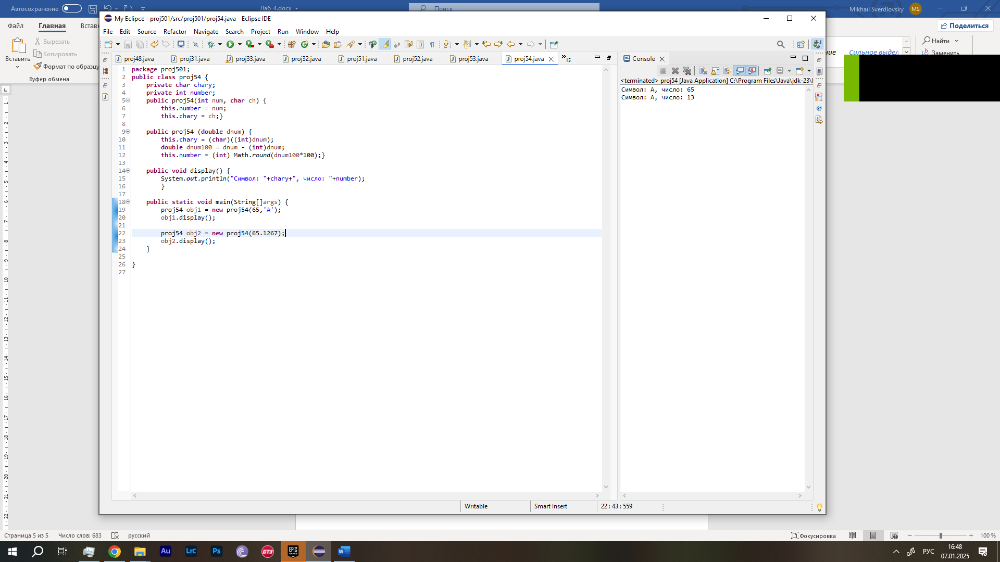 Автосохранение
Лаб 4.docx
Поиск
Mikhail Sverdlovsky
MS
Файл
Главная
Поделиться
Вставить
Вырезать
Копировать
Формат по образцу
Буфер обмена
Сильное выдел
Найти
Заменить
My Eclipce - proj501/src/proj501/proj54.java - Eclipse IDE
File Edit Source Refactor Navigate Search Project Run Window Help
proj48.java proj31.java proj33.java proj32.java proj51.java proj52.java proj53.java proj54.java 15
1 package proj501;
2 public class proj54 {
3 private char chary;
4 private int number;
5 public proj54(int num, char ch) {
6 this.number = num;
7 this.chary = ch;}
8
9 public proj54 (double dnum) {
10 this.chary = (char)((int)dnum);
11 double dnum100 = dnum - (int)dnum;
12 this.number = (int) Math.round(dnum100*100);}
13
14 public void display() {
15 System.out.println("Символ: "+chary+", число: "+number);
16 }
17
18 public static void main(String[]args) {
19 proj54 obj1 = new proj54(65,'A');
20 obj1.display();
21
22 proj54 obj2 = new proj54(65.1267);
23 obj2.display();
24 }
25
26 }
27
Console
<terminated> proj54 [Java Application] C:\Program Files\Java\jdk-23\
Символ: A, число: 65
Символ: A, число: 13
Writable Smart Insert 22 : 43 : 559
Страница 5 из 5 Число слов: 683 русский
Фокусировка 100 %
Au LrC Ps GT3 EPIC GAMES W
РУС
16:48
07.01.2025